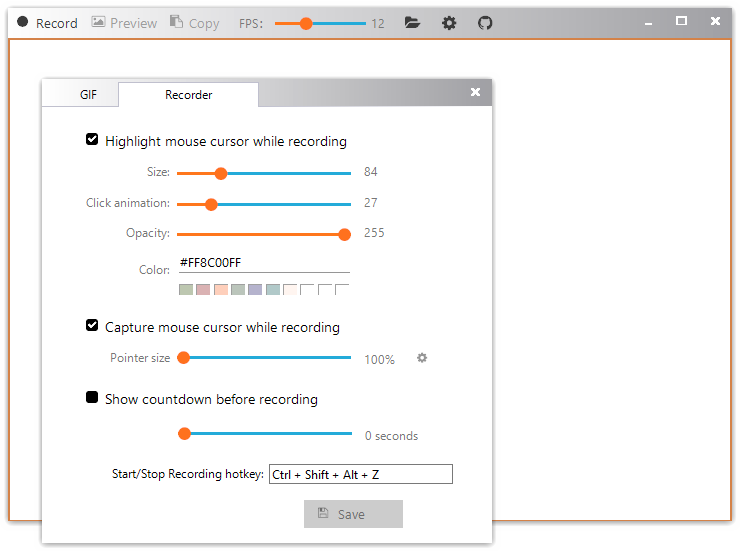 Record Preview Copy FPS: 12
GIF Recorder
Highlight mouse cursor while recording
Size: 84
Click animation: 27
Opacity: 255
Color: #FF8C00FF
Capture mouse cursor while recording
Pointer size 100%
Show countdown before recording
0 seconds
Start/Stop Recording hotkey: Ctrl + Shift + Alt + Z
Save